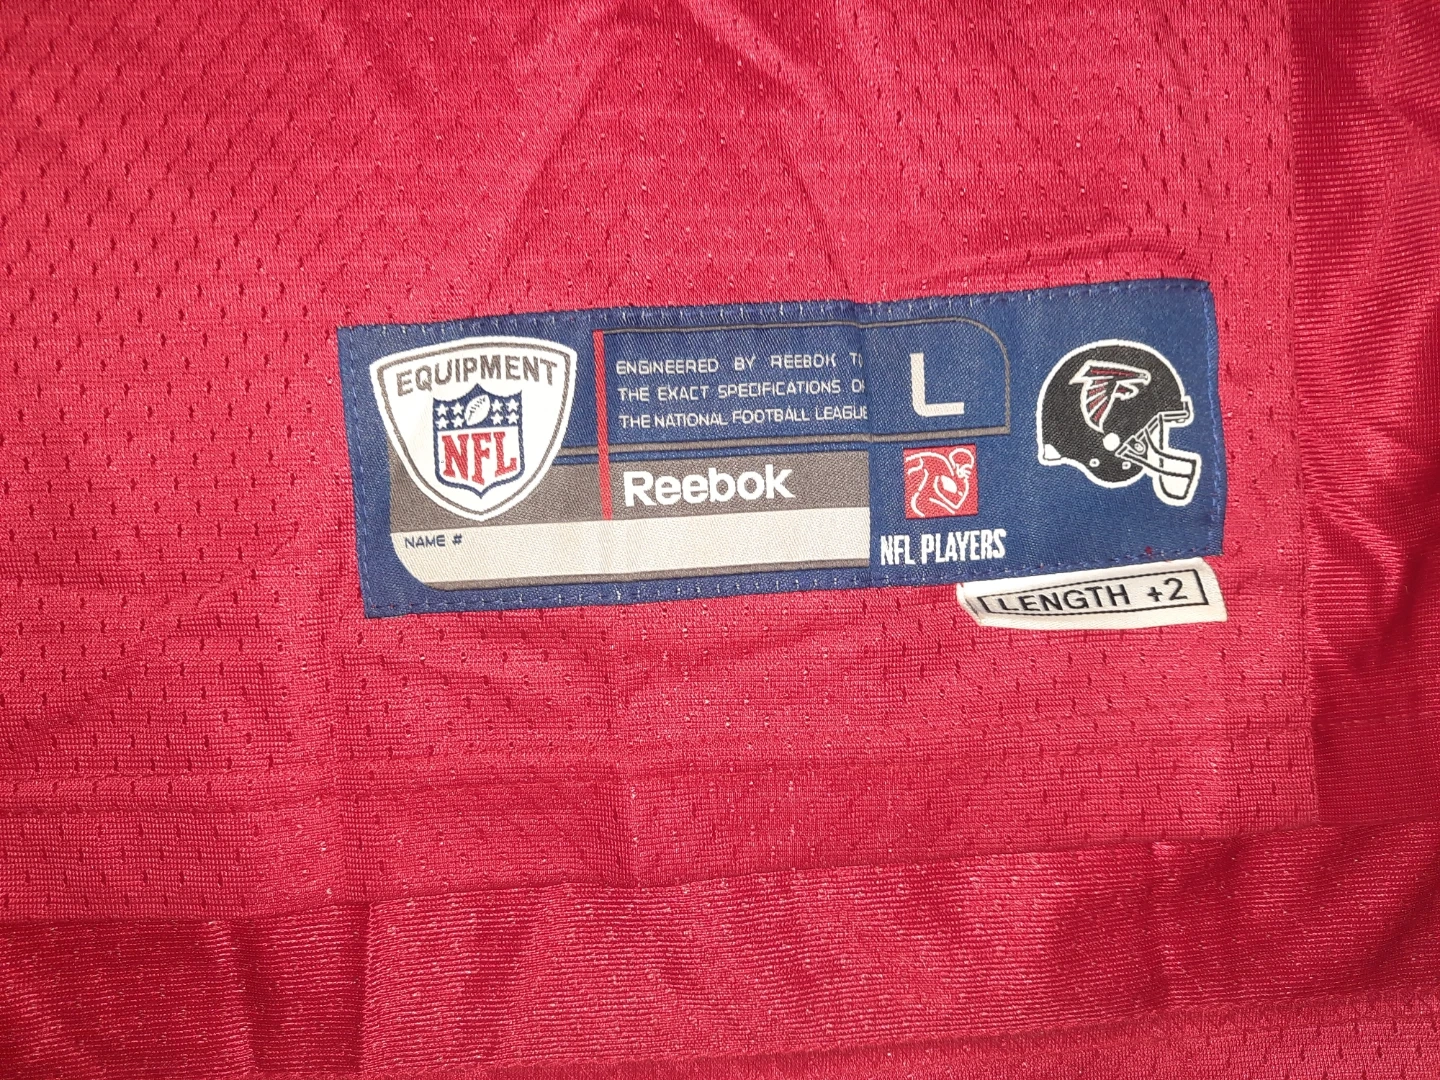 EQUIPMENT
NFL
ENGINEERED BY REEBOK
THE EXACT SPECIFICATIONS
THE NATIONAL FOOTBALL LEAGUE
L
Reebok
NAME #
NFL PLAYERS
LENGTH +2